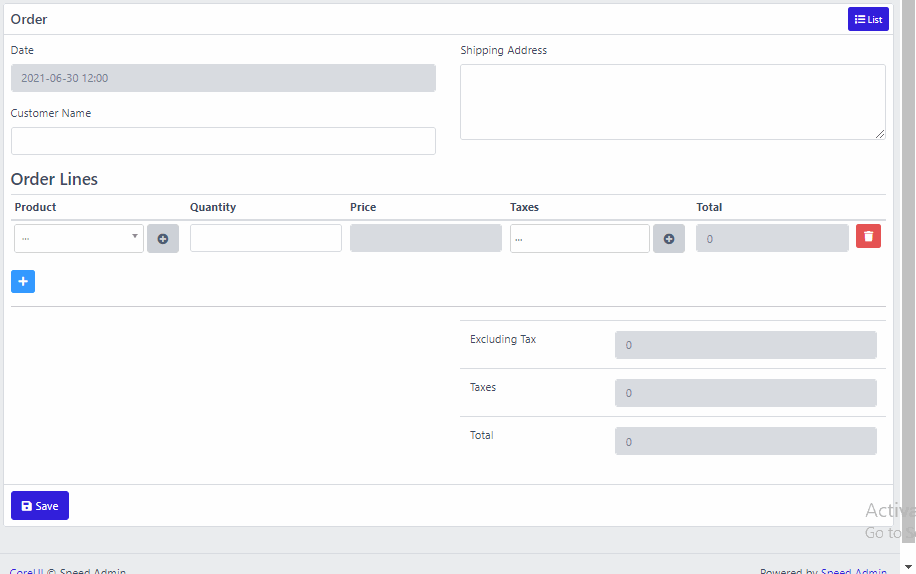 Order
List
Date
Shipping Address
2021-06-30 12:00
Customer Name
Order Lines
Product Quantity Price Taxes Total
... ... 0
Excluding Tax 0
Taxes 0
Total 0
Save
Go to
CoreUI © Speed Admin.
Powered by Speed Admin